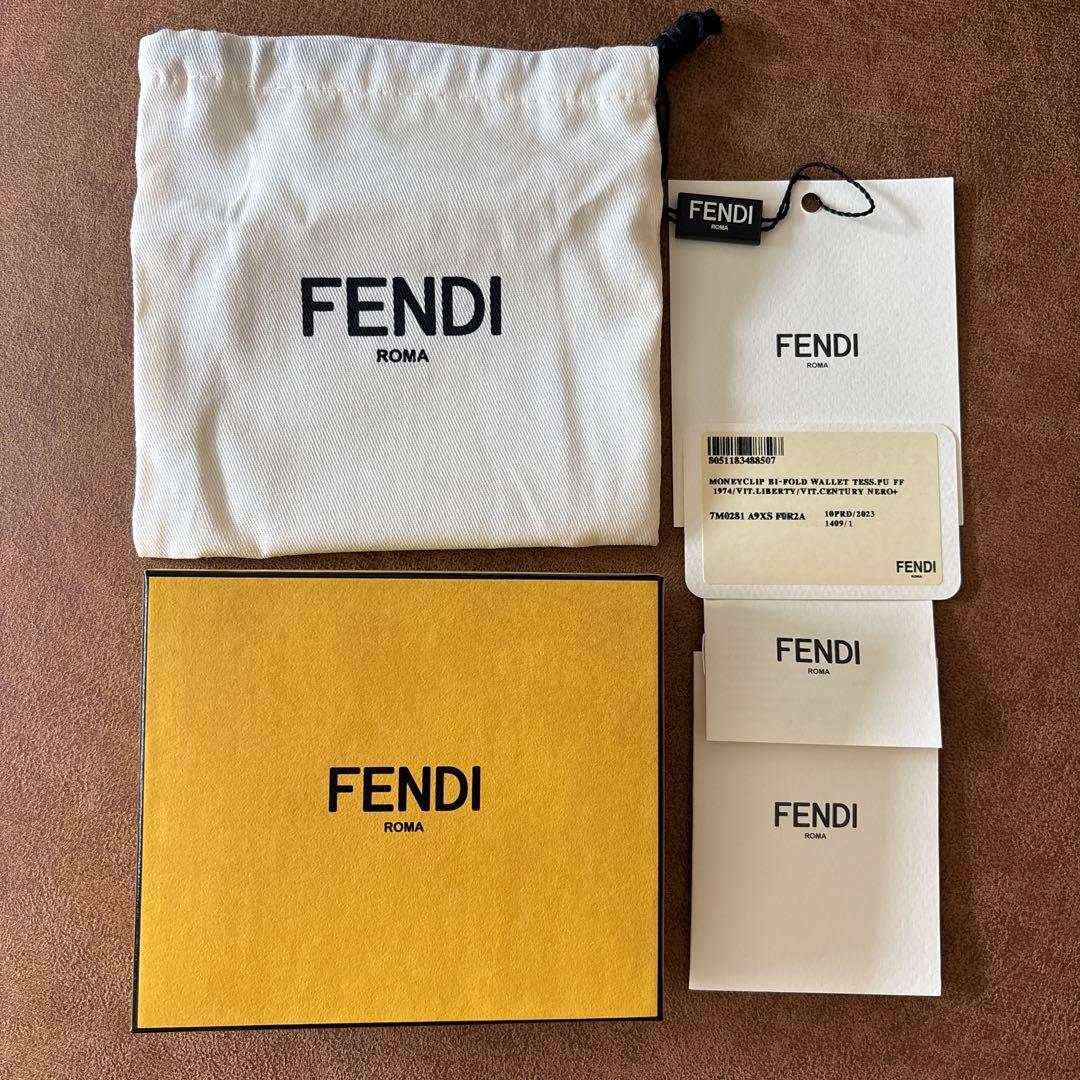 FENDI
ROMA
FENDI
ROMA
FENDI
ROMA
8051183488507
MONEYCLIP BI-FOLD WALLET TESS.PU FF
1974/VIT.LIBERTY/VIT.CENTURY NERO+
7M0281 A9XS F0R2A 10PRD/2023
1409/1
FENDI
ROMA
FENDI
ROMA
FENDI
ROMA
FENDI
ROMA